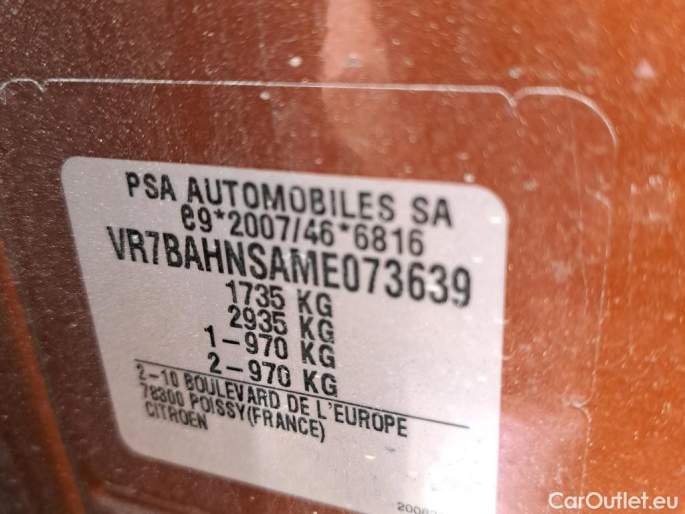 PSA AUTOMOBILES SA
e9*2007/46*6816
VR7BAHNSAME073639
1735 KG
2935 KG
1-970 KG
2-970 KG
2-10 BOULEVARD DE L'EUROPE
78300 POISSY(FRANCE)
CITROEN
CarOutlet.eu